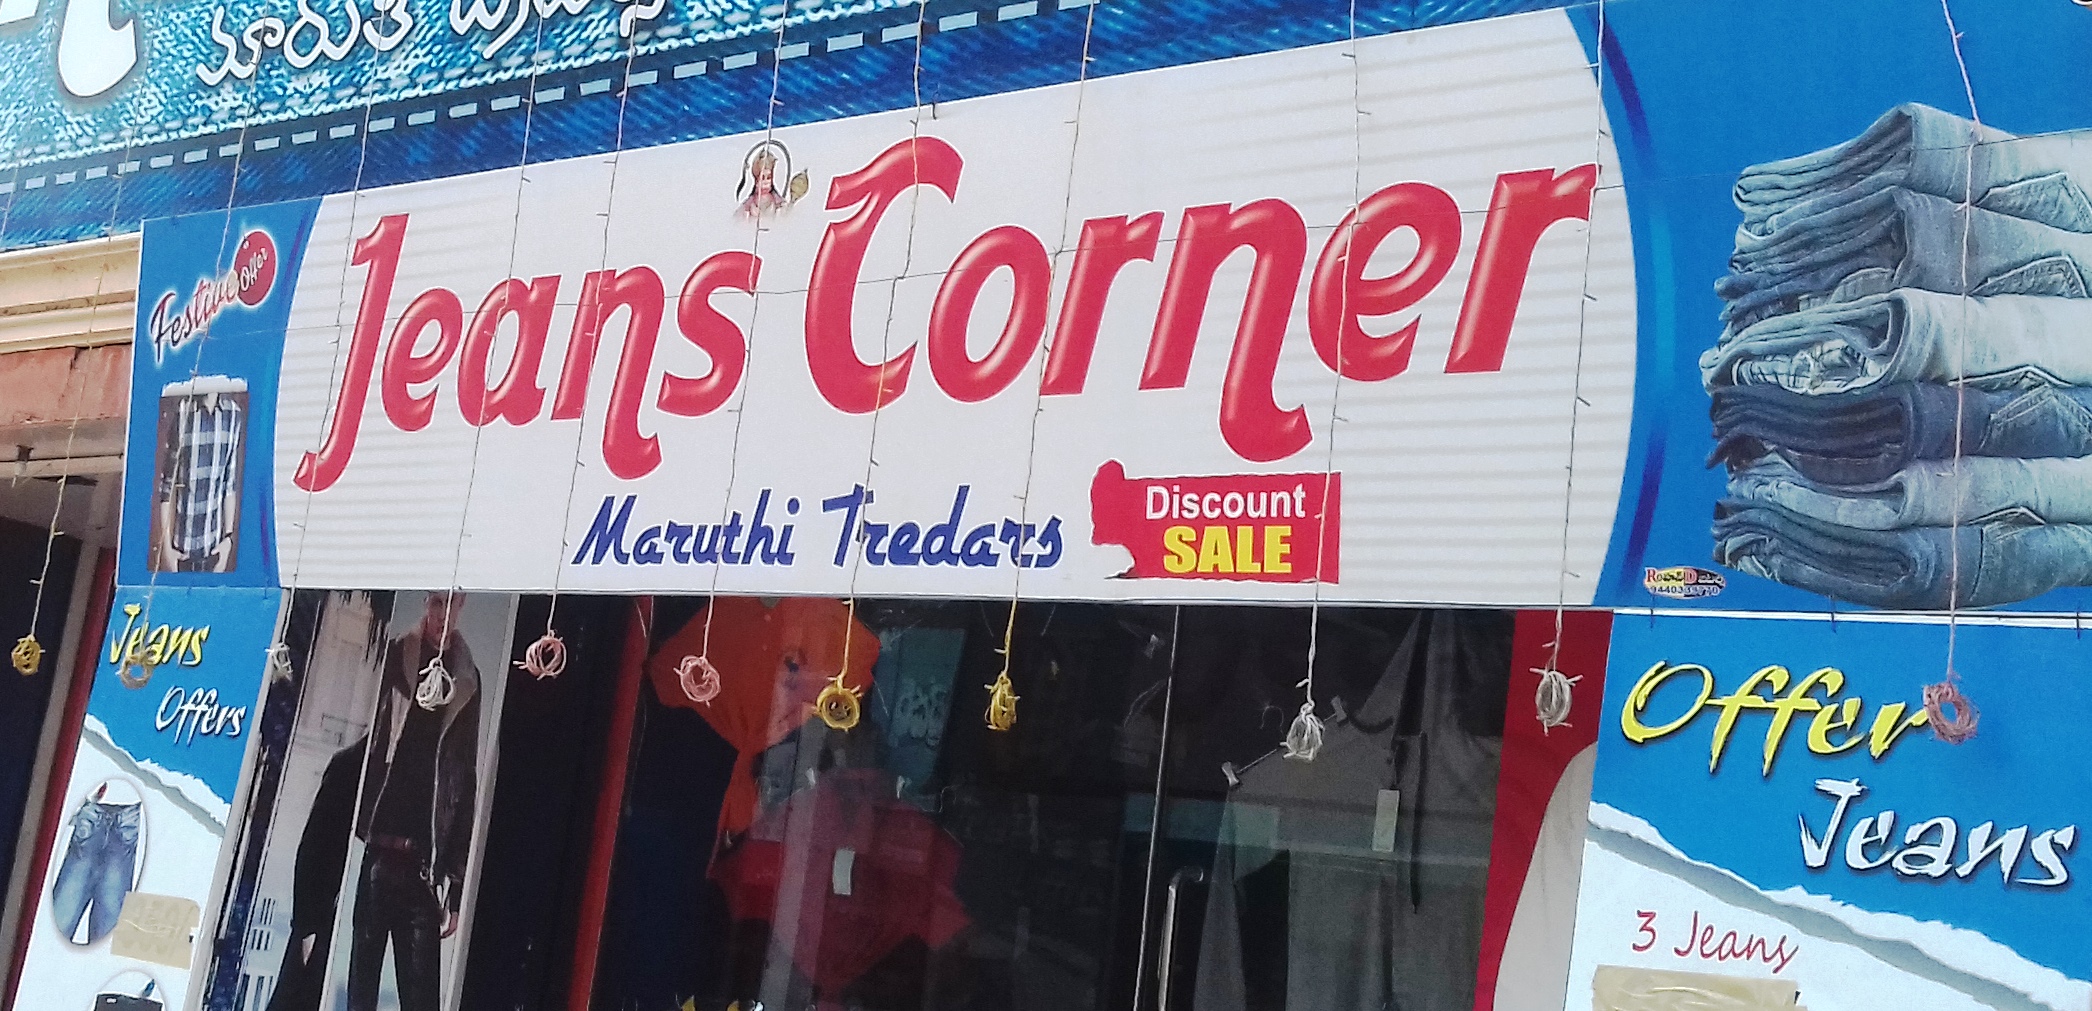 మారుతి
Jeans Corner
Maruthi Tredars
Discount
SALE
Festive Offer
Jeans
Offers
Offer
Jeans
3 Jeans